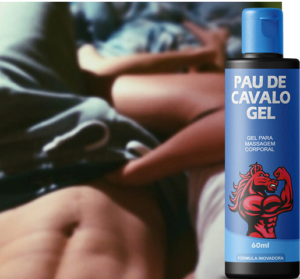 PAU DE
CAVALO
GEL
GEL PARA
MASSAGEM
CORPORAL
60ml
FÓRMULA INOVADORA